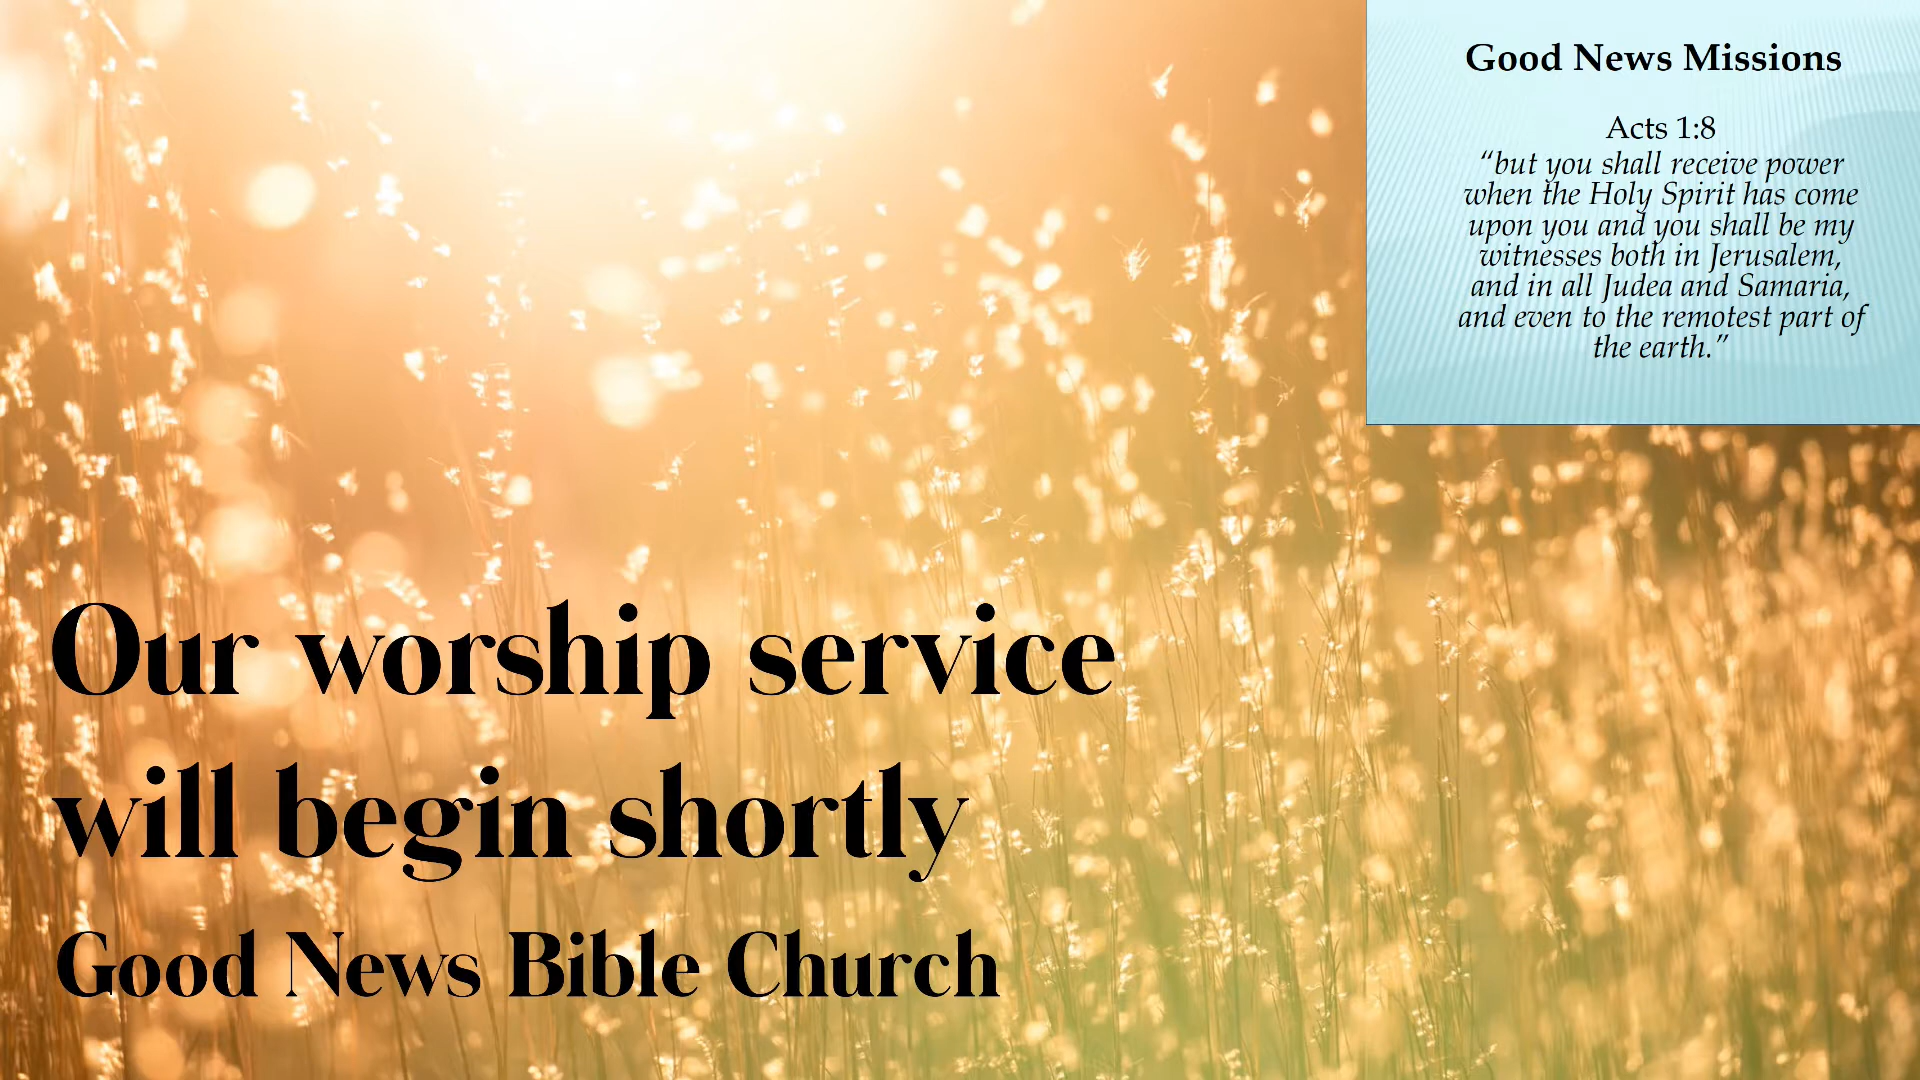 Good News Missions
Acts 1:8
“but you shall receive power
when the Holy Spirit has come
upon you and you shall be my
witnesses both in Jerusalem,
and in all Judea and Samaria,
and even to the remotest part of
the earth.”
Our worship service
will begin shortly
Good News Bible Church